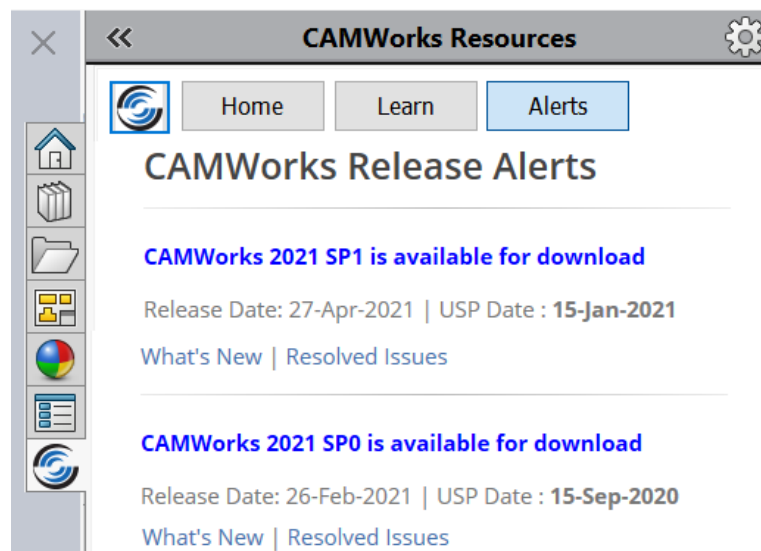 CAMWorks Resources
Home Learn Alerts
CAMWorks Release Alerts
CAMWorks 2021 SP1 is available for download
Release Date: 27-Apr-2021 | USP Date : 15-Jan-2021
What's New | Resolved Issues
CAMWorks 2021 SP0 is available for download
Release Date: 26-Feb-2021 | USP Date : 15-Sep-2020
What's New | Resolved Issues